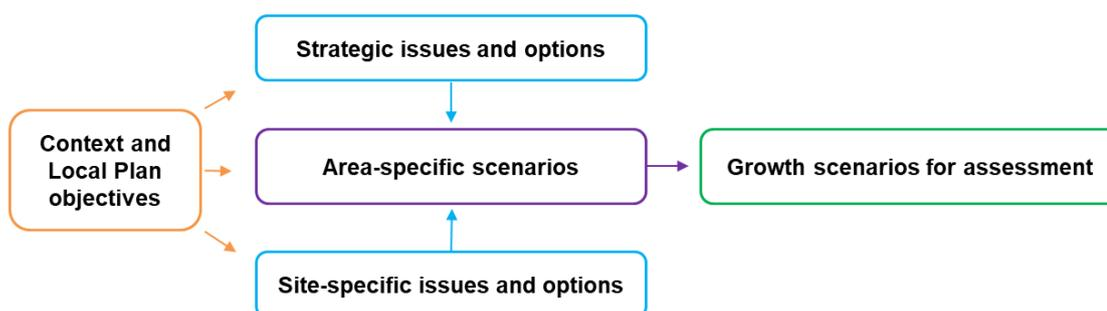 Strategic issues and options
Context and
Local Plan
objectives
Area-specific scenarios
Growth scenarios for assessment
Site-specific issues and options